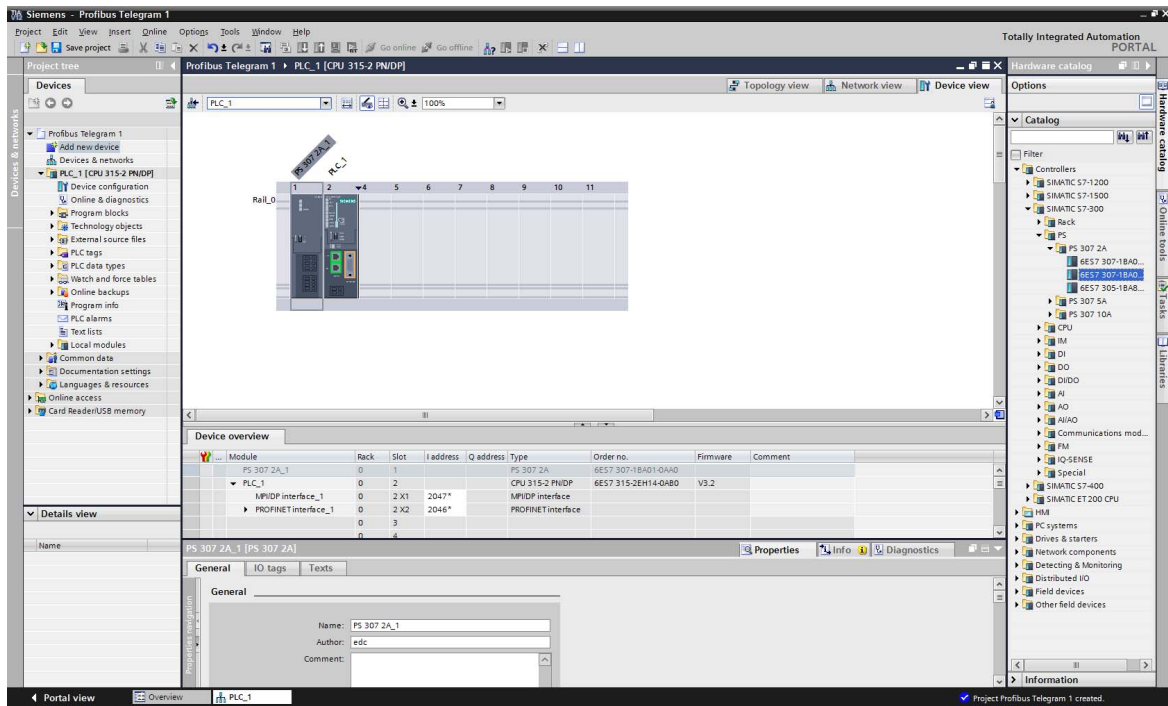 Siemens - Profibus Telegram 1
Project Edit View Insert Online Options Tools Window Help
Totally Integrated Automation
PORTAL
Save project Go online Go offline
Project tree
Profibus Telegram 1 PLC_1 [CPU 315-2 PN/DP]
Hardware catalog
Devices
Topology view Network view Device view
Options
PLC_1 100%
Devices & networks
Profibus Telegram 1
Add new device
Devices & networks
PLC_1 [CPU 315-2 PN/DP]
Device configuration
Online & diagnostics
Program blocks
Technology objects
External source files
PLC tags
PLC data types
Watch and force tables
Online backups
Program info
PLC alarms
Text lists
Local modules
Common data
Documentation settings
Languages & resources
Online access
Card Reader/USB memory
PS 307 2A_1
PLC_1
1 2 4 5 6 7 8 9 10 11
Rail_0
SIEMENS
Catalog
Filter
Controllers
SIMATIC S7-1200
SIMATIC S7-1500
SIMATIC S7-300
Rack
PS
PS 307 2A
6ES7 307-1BA0...
6ES7 307-1BA0...
6ES7 305-1BA8...
PS 307 5A
PS 307 10A
CPU
IM
DI
DO
DI/DO
AI
AO
AI/AO
Communications mod...
FM
IQ-SENSE
Special
SIMATIC S7-400
SIMATIC ET 200 CPU
HMI
PC systems
Drives & starters
Network components
Detecting & Monitoring
Distributed I/O
Field devices
Other field devices
Information
Hardware catalog
Online tools
Tasks
Libraries
Device overview
... Module Rack Slot I address Q address Type Order no. Firmware Comment
PS 307 2A_1 0 1 PS 307 2A 6ES7 307-1BA01-0AA0
PLC_1 0 2 CPU 315-2 PN/DP 6ES7 315-2EH14-0AB0 V3.2
MPI/DP interface_1 0 2 X1 2047* MPI/DP interface
PROFINET interface_1 0 2 X2 2046* PROFINET interface
0 3
0 4
Details view
Name
PS 307 2A_1 [PS 307 2A]
Properties Info Diagnostics
General IO tags Texts
Properties navigation
General
Name: PS 307 2A_1
Author: edc
Comment:
Portal view Overview PLC_1
Project Profibus Telegram 1 created.